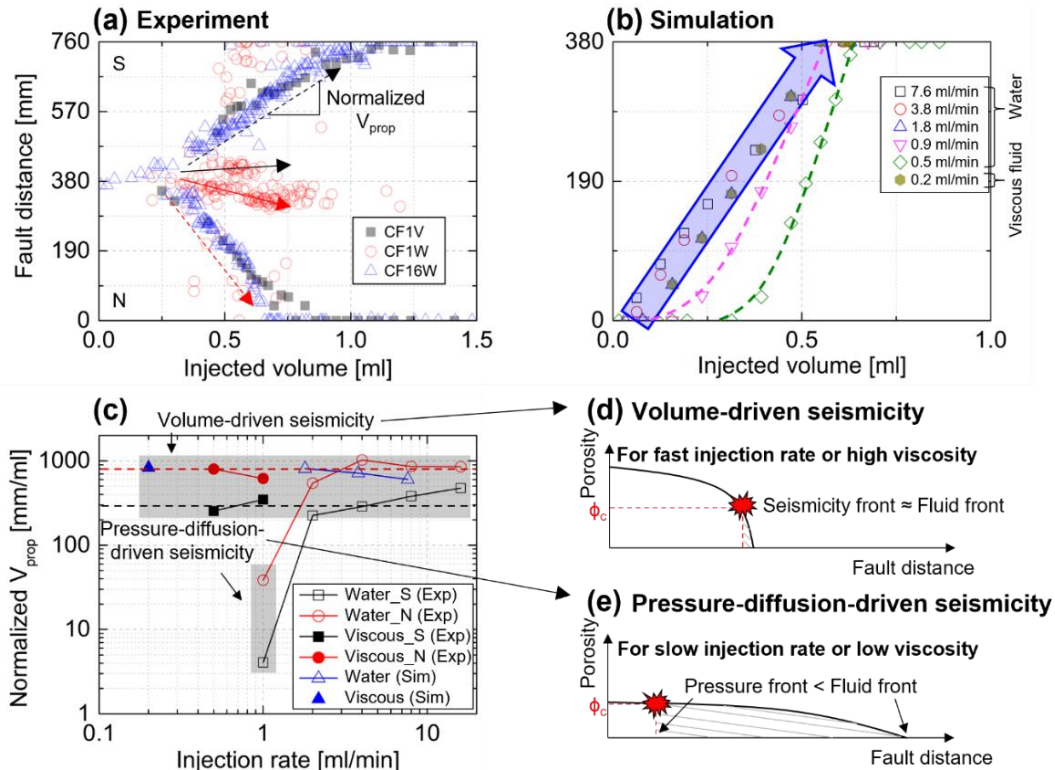 (a) Experiment
760
570
380
190
0
Fault distance [mm]
S
N
Normalized
V_prop
CF1V
CF1W
CF16W
0.0
0.5
1.0
1.5
Injected volume [ml]
(b) Simulation
380
190
0
7.6 ml/min
3.8 ml/min
1.8 ml/min
0.9 ml/min
0.5 ml/min
0.2 ml/min
Water
Viscous fluid
0.0
0.5
1.0
Injected volume [ml]
(c)
Volume-driven seismicity
1000
100
10
1
Normalized V_prop [mm/ml]
Pressure-diffusion-
driven seismicity
Water_S (Exp)
Water_N (Exp)
Viscous_S (Exp)
Viscous_N (Exp)
Water (Sim)
Viscous (Sim)
0.1
1
10
Injection rate [ml/min]
(d) Volume-driven seismicity
Porosity
For fast injection rate or high viscosity
ϕc
Seismicity front ≈ Fluid front
Fault distance
(e) Pressure-diffusion-driven seismicity
Porosity
For slow injection rate or low viscosity
ϕc
Pressure front < Fluid front
Fault distance